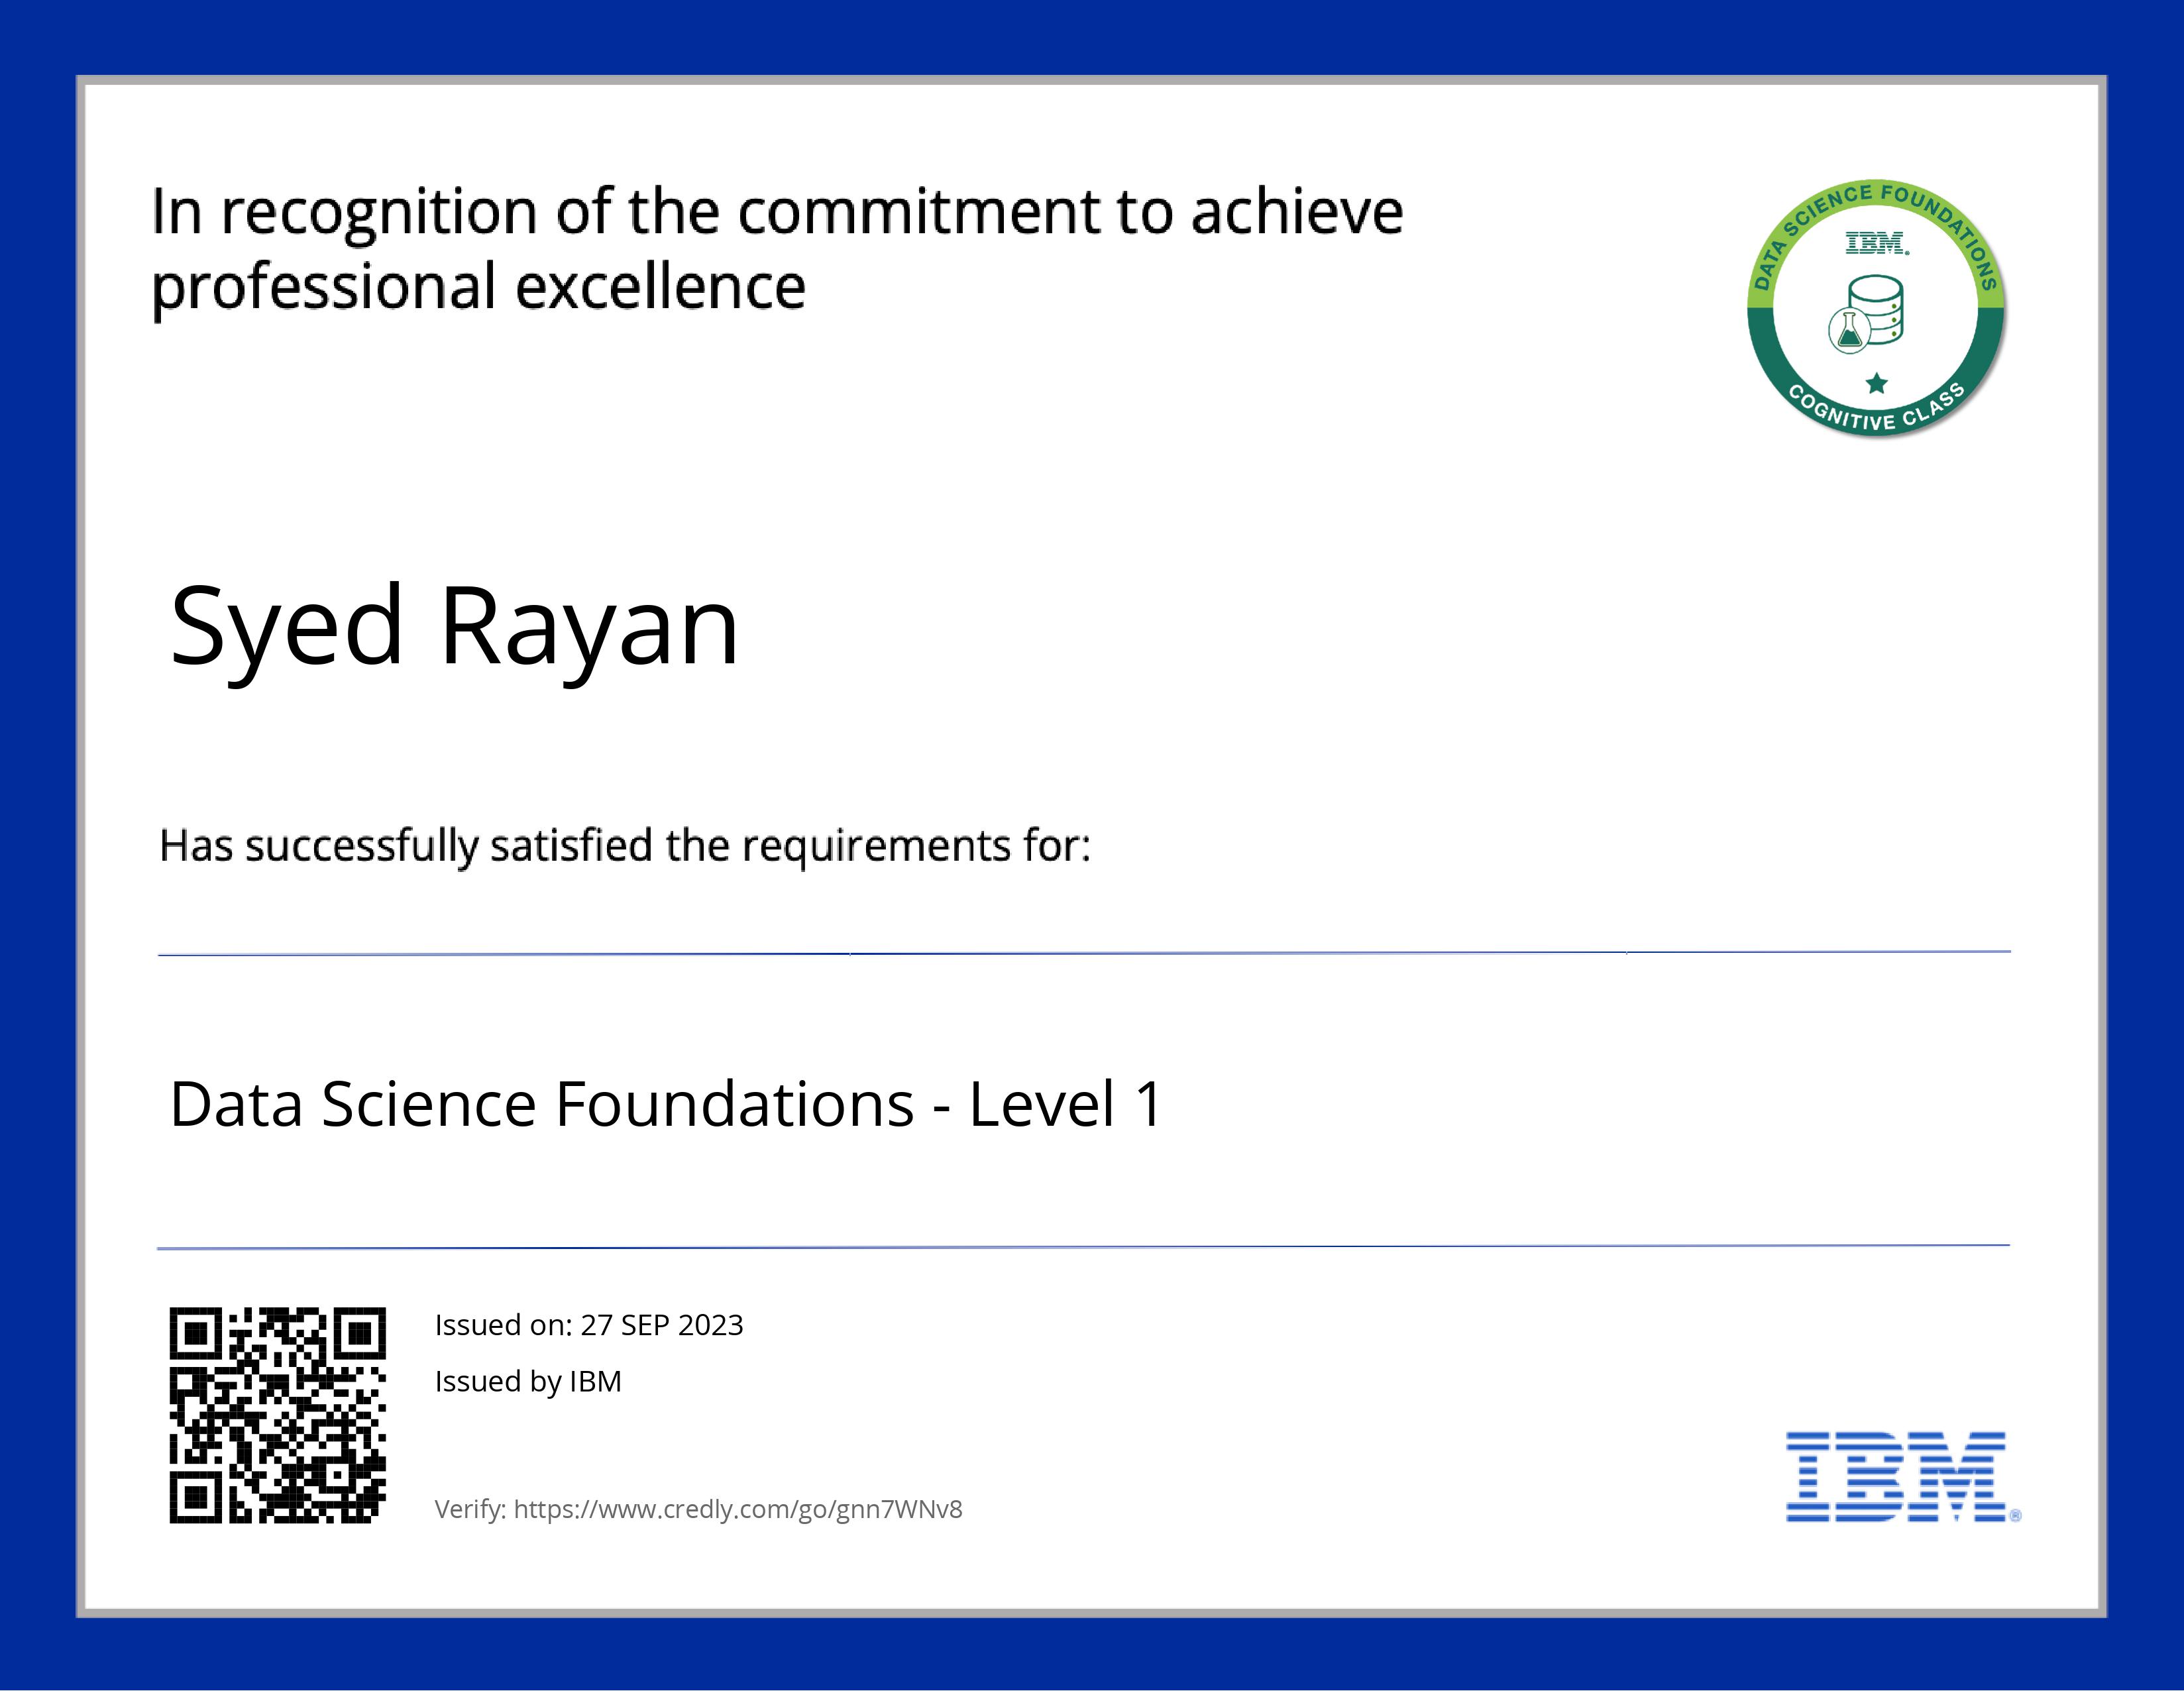 In recognition of the commitment to achieve
professional excellence
DATA SCIENCE FOUNDATIONS
IBM®
COGNITIVE CLASS
Syed Rayan
Has successfully satisfied the requirements for:
Data Science Foundations - Level 1
Issued on: 27 SEP 2023
Issued by IBM
Verify: https://www.credly.com/go/gnn7WNv8
IBM®